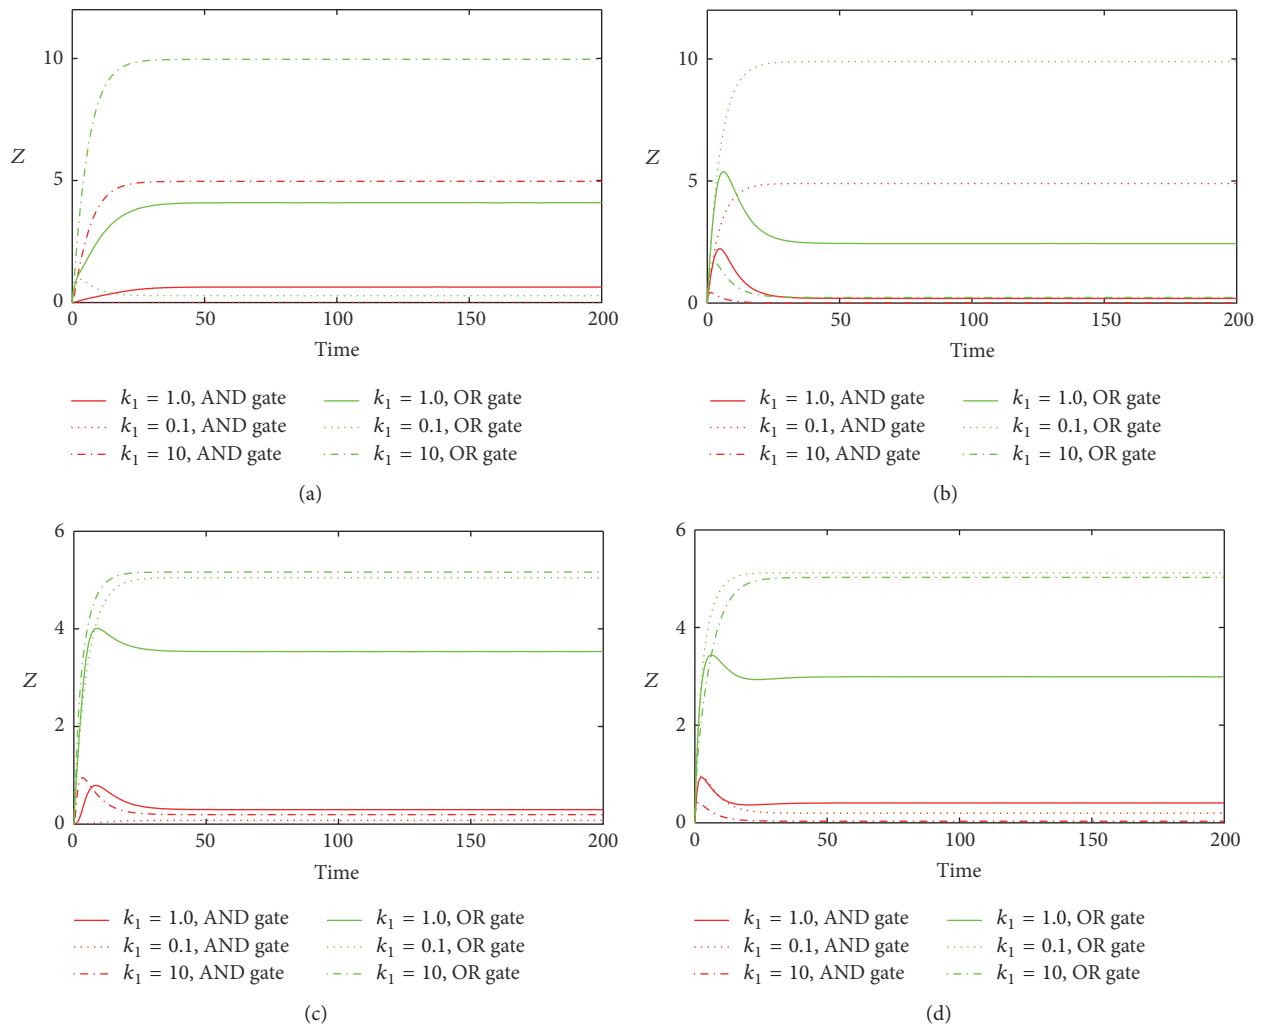 10
5
0
Z
0 50 100 150 200
Time
k1 = 1.0, AND gate k1 = 1.0, OR gate
k1 = 0.1, AND gate k1 = 0.1, OR gate
k1 = 10, AND gate k1 = 10, OR gate
(a)
10
5
0
Z
0 50 100 150 200
Time
k1 = 1.0, AND gate k1 = 1.0, OR gate
k1 = 0.1, AND gate k1 = 0.1, OR gate
k1 = 10, AND gate k1 = 10, OR gate
(b)
6
4
2
0
Z
0 50 100 150 200
Time
k1 = 1.0, AND gate k1 = 1.0, OR gate
k1 = 0.1, AND gate k1 = 0.1, OR gate
k1 = 10, AND gate k1 = 10, OR gate
(c)
6
4
2
0
Z
0 50 100 150 200
Time
k1 = 1.0, AND gate k1 = 1.0, OR gate
k1 = 0.1, AND gate k1 = 0.1, OR gate
k1 = 10, AND gate k1 = 10, OR gate
(d)